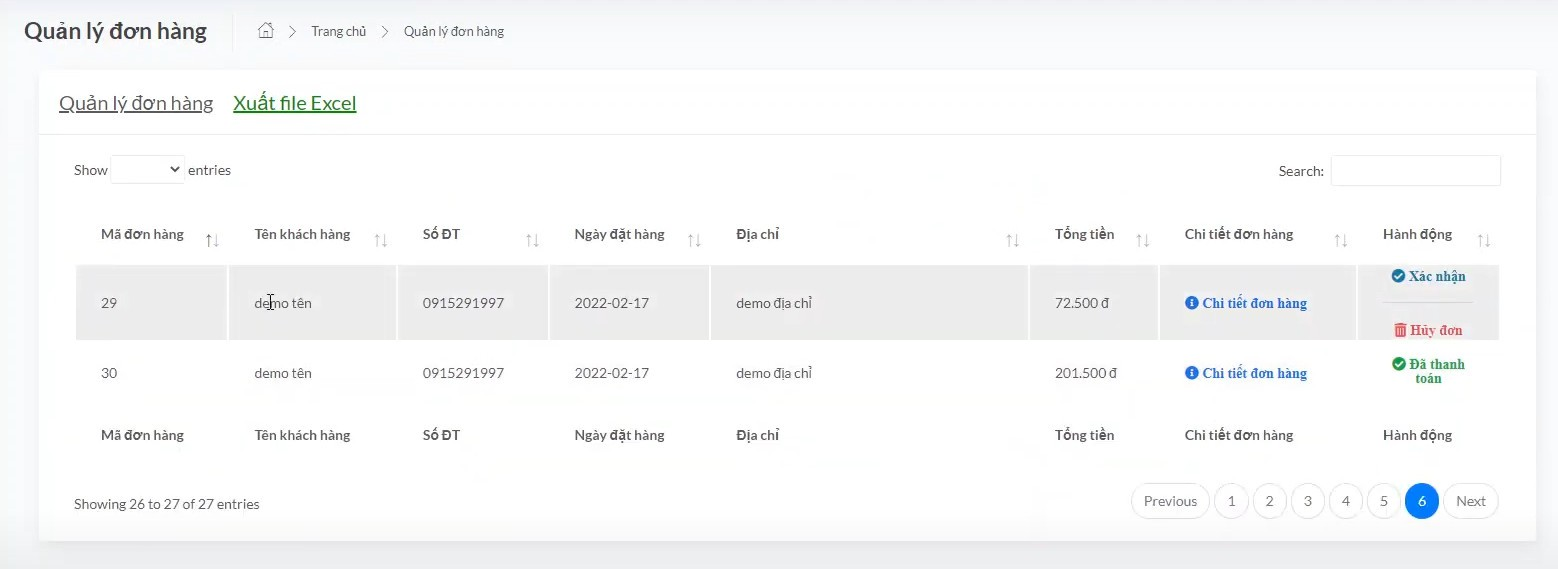 Quản lý đơn hàng
Trang chủ
Quản lý đơn hàng
Quản lý đơn hàng Xuất file Excel
Show entries
Search:
Mã đơn hàng Tên khách hàng Số ĐT Ngày đặt hàng Địa chỉ Tổng tiền Chi tiết đơn hàng Hành động
29 demo tên 0915291997 2022-02-17 demo địa chỉ 72.500 đ Chi tiết đơn hàng Xác nhận
Hủy đơn
30 demo tên 0915291997 2022-02-17 demo địa chỉ 201.500 đ Chi tiết đơn hàng Đã thanh
toán
Mã đơn hàng Tên khách hàng Số ĐT Ngày đặt hàng Địa chỉ Tổng tiền Chi tiết đơn hàng Hành động
Showing 26 to 27 of 27 entries
Previous 1 2 3 4 5 6 Next